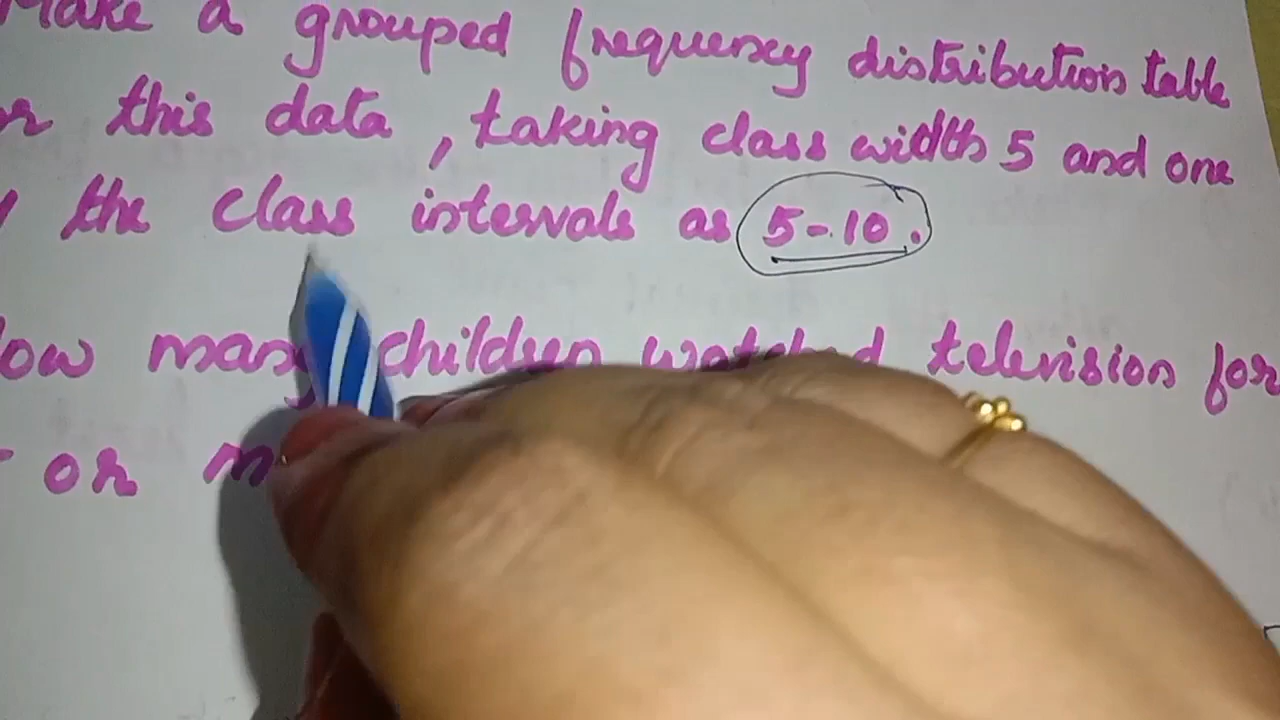 Make a grouped frequency distribution table
this data, taking class width 5 and one
the class intervals as 5-10.
many children watched television for
or